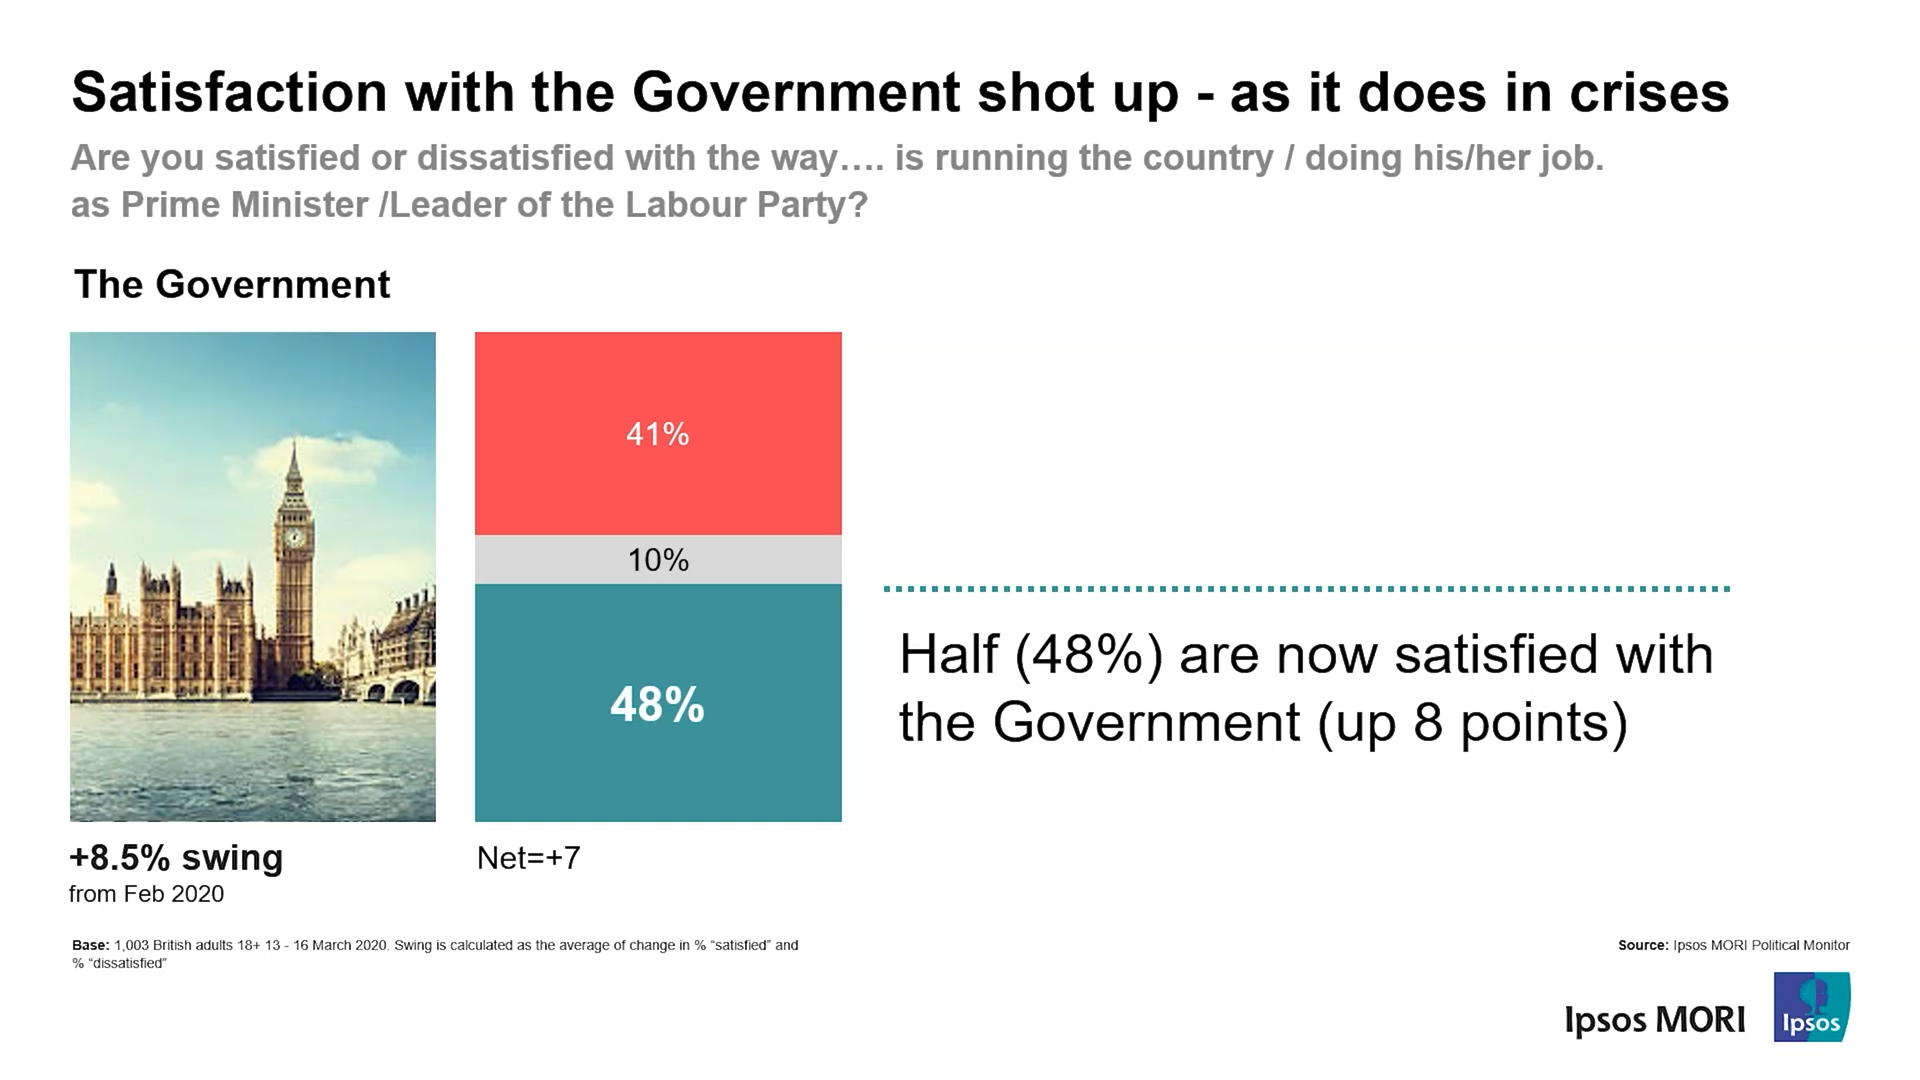 Satisfaction with the Government shot up - as it does in crises
Are you satisfied or dissatisfied with the way…. is running the country / doing his/her job.
as Prime Minister /Leader of the Labour Party?
The Government
41%
10%
48%
Half (48%) are now satisfied with
the Government (up 8 points)
+8.5% swing
from Feb 2020
Net=+7
Base: 1,003 British adults 18+ 13 - 16 March 2020. Swing is calculated as the average of change in % “satisfied” and
% “dissatisfied”
Source: Ipsos MORI Political Monitor
Ipsos MORI
Ipsos